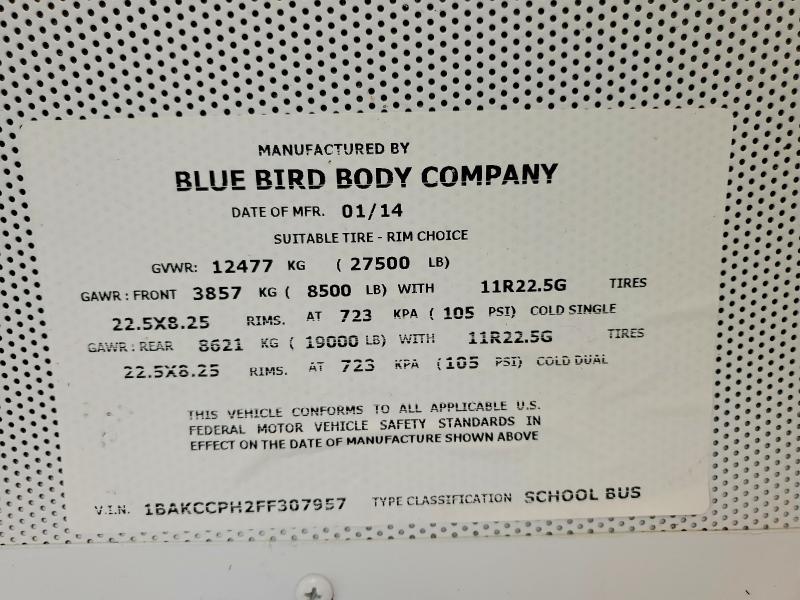 MANUFACTURED BY
BLUE BIRD BODY COMPANY
DATE OF MFR. 01/14
SUITABLE TIRE - RIM CHOICE
GVWR: 12477 KG ( 27500 LB)
GAWR : FRONT 3857 KG ( 8500 LB) WITH 11R22.5G TIRES
22.5X8.25 RIMS. AT 723 KPA ( 105 PSI) COLD SINGLE
GAWR : REAR 8621 KG ( 19000 LB) WITH 11R22.5G TIRES
22.5X8.25 RIMS. AT 723 KPA (105 PSI) COLD DUAL
THIS VEHICLE CONFORMS TO ALL APPLICABLE U.S.
FEDERAL MOTOR VEHICLE SAFETY STANDARDS IN
EFFECT ON THE DATE OF MANUFACTURE SHOWN ABOVE
V.I.N. 1BAKCCPH2FF307957 TYPE CLASSIFICATION SCHOOL BUS